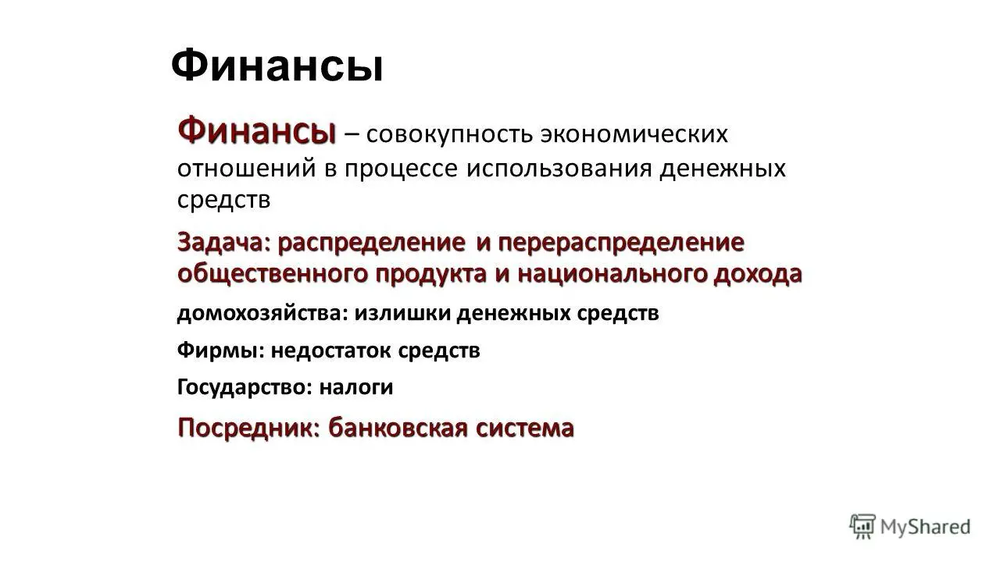 Финансы
Финансы – совокупность экономических
отношений в процессе использования денежных
средств
Задача: распределение и перераспределение
общественного продукта и национального дохода
домохозяйства: излишки денежных средств
Фирмы: недостаток средств
Государство: налоги
Посредник: банковская система
MyShared